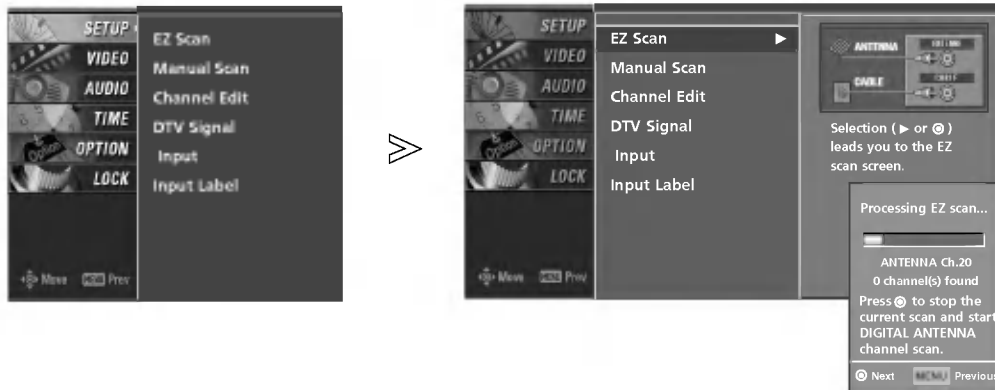 SETUP
VIDEO
AUDIO
TIME
OPTION
LOCK
Move
MENU Prev
EZ Scan
Manual Scan
Channel Edit
DTV Signal
Input
Input Label
SETUP
VIDEO
AUDIO
TIME
OPTION
LOCK
Move
MENU Prev
EZ Scan ▶
Manual Scan
Channel Edit
DTV Signal
Input
Input Label
ANTENNA
CABLE
Selection ( ▶ or ◎ )
leads you to the EZ
scan screen.
Processing EZ scan...
ANTENNA Ch.20
0 channel(s) found
Press ◎ to stop the
current scan and start
DIGITAL ANTENNA
channel scan.
◎ Next MENU Previous